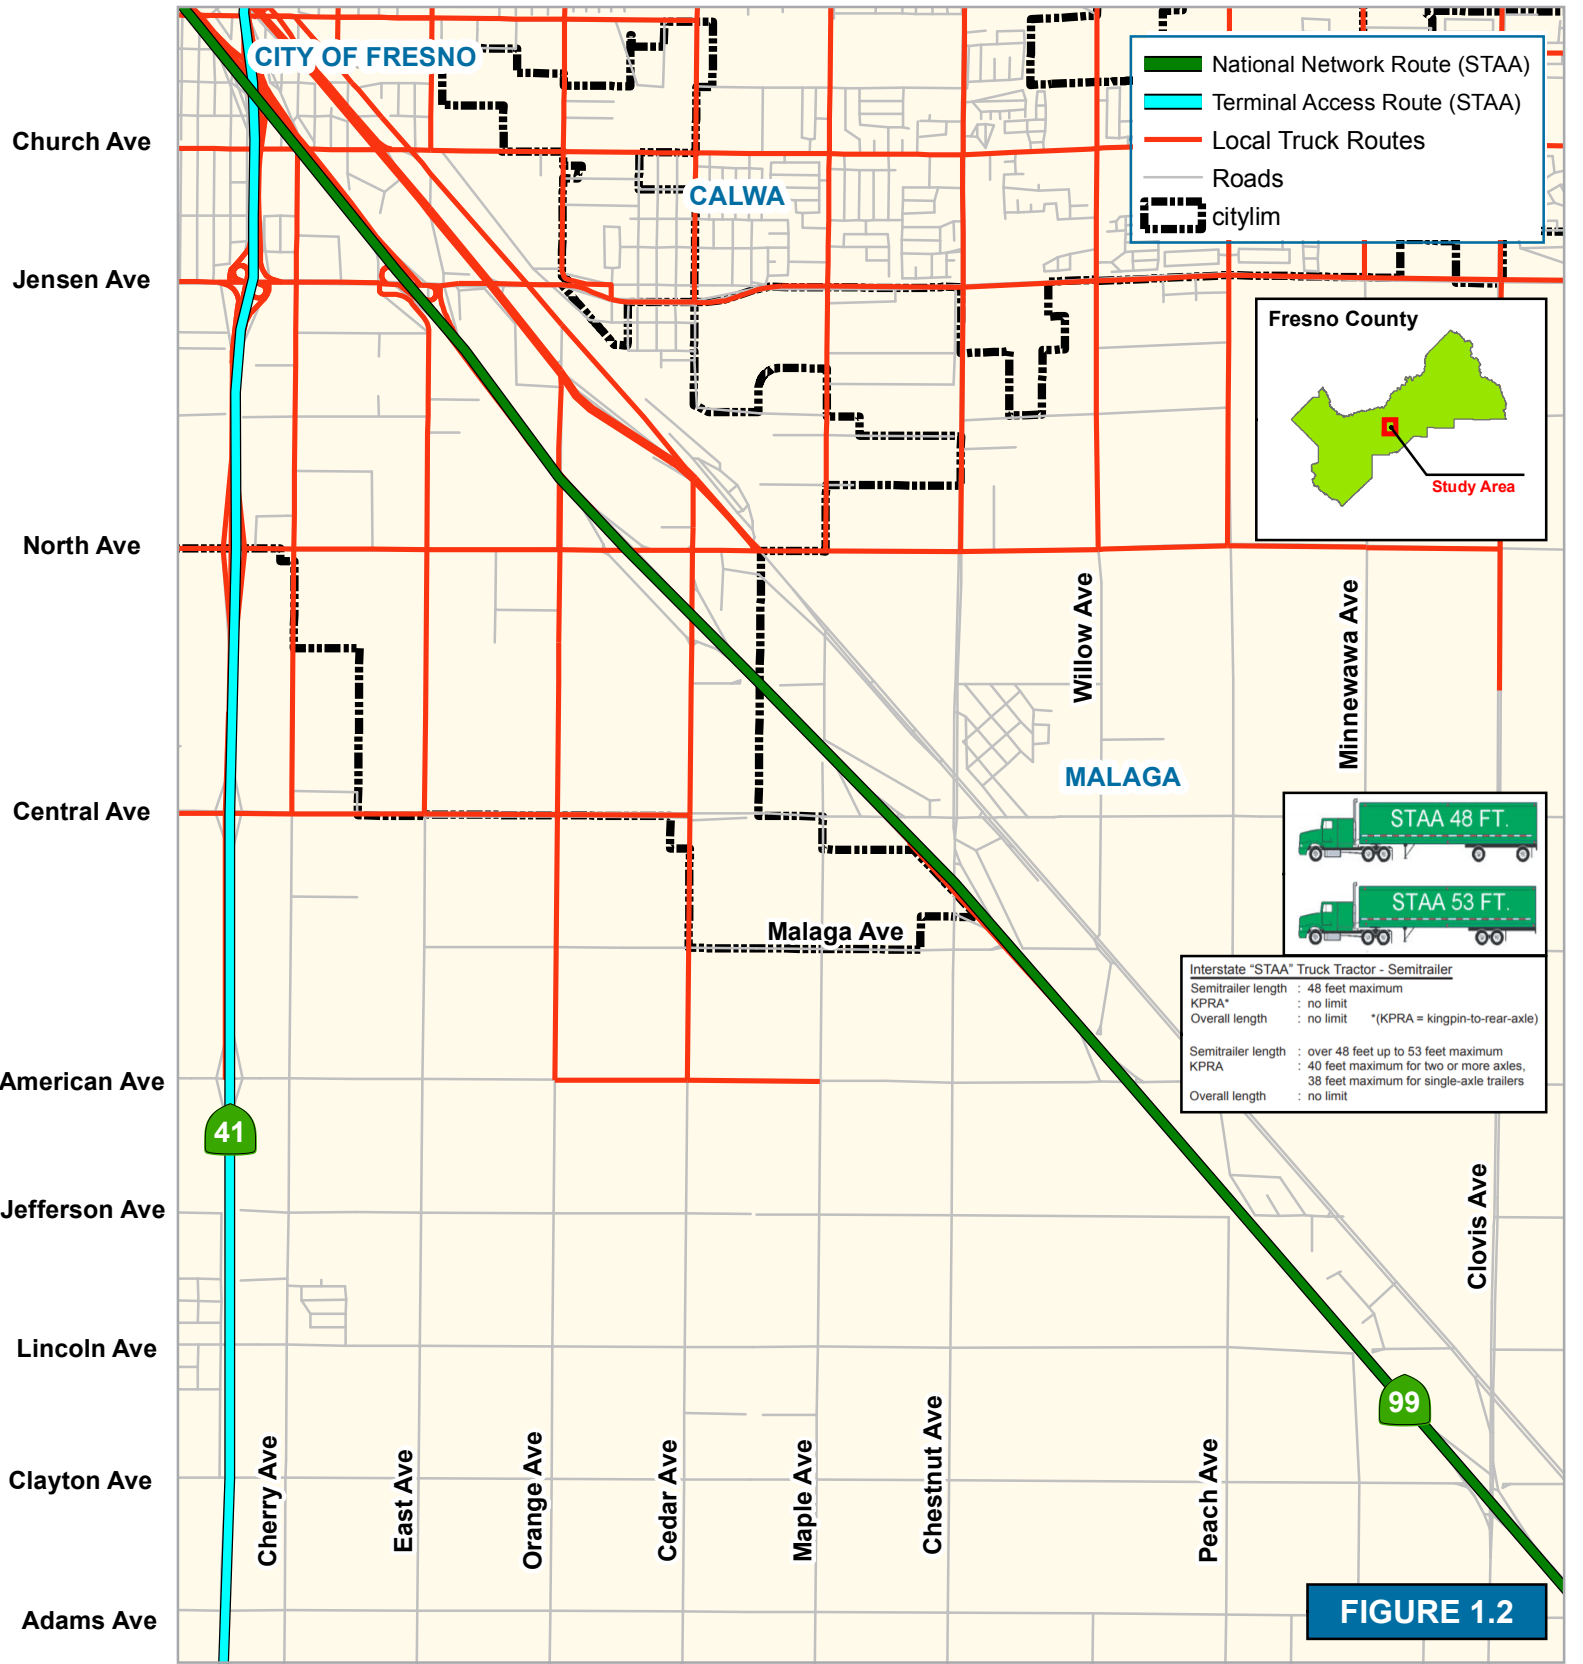 CITY OF FRESNO
National Network Route (STAA)
Terminal Access Route (STAA)
Local Truck Routes
Roads
citylim
Church Ave
CALWA
Jensen Ave
Fresno County
Study Area
North Ave
Willow Ave
Minnewawa Ave
MALAGA
Central Ave
STAA 48 FT.
STAA 53 FT.
Malaga Ave
Interstate “STAA” Truck Tractor - Semitrailer
Semitrailer length : 48 feet maximum
KPRA* : no limit
Overall length : no limit *(KPRA = kingpin-to-rear-axle)
Semitrailer length : over 48 feet up to 53 feet maximum
KPRA : 40 feet maximum for two or more axles,
38 feet maximum for single-axle trailers
Overall length : no limit
American Ave
41
Jefferson Ave
Clovis Ave
Lincoln Ave
99
Clayton Ave
Cherry Ave
East Ave
Orange Ave
Cedar Ave
Maple Ave
Chestnut Ave
Peach Ave
Adams Ave
FIGURE 1.2